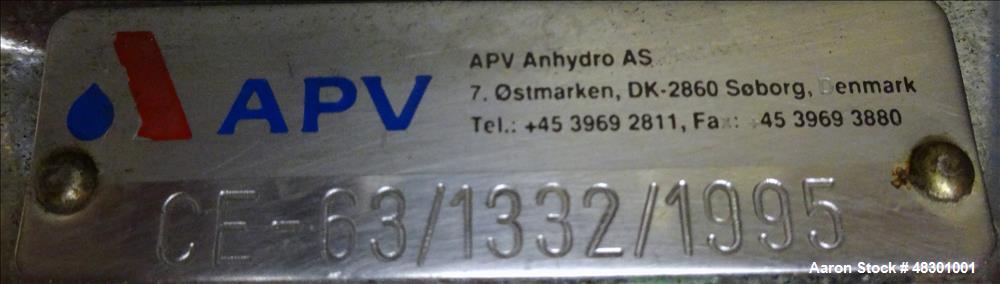 APV
APV Anhydro AS
7. Østmarken, DK-2860 Søborg, Denmark
Tel.: +45 3969 2811, Fax: +45 3969 3880
CE-63/1332/1995
Aaron Stock # 48301001